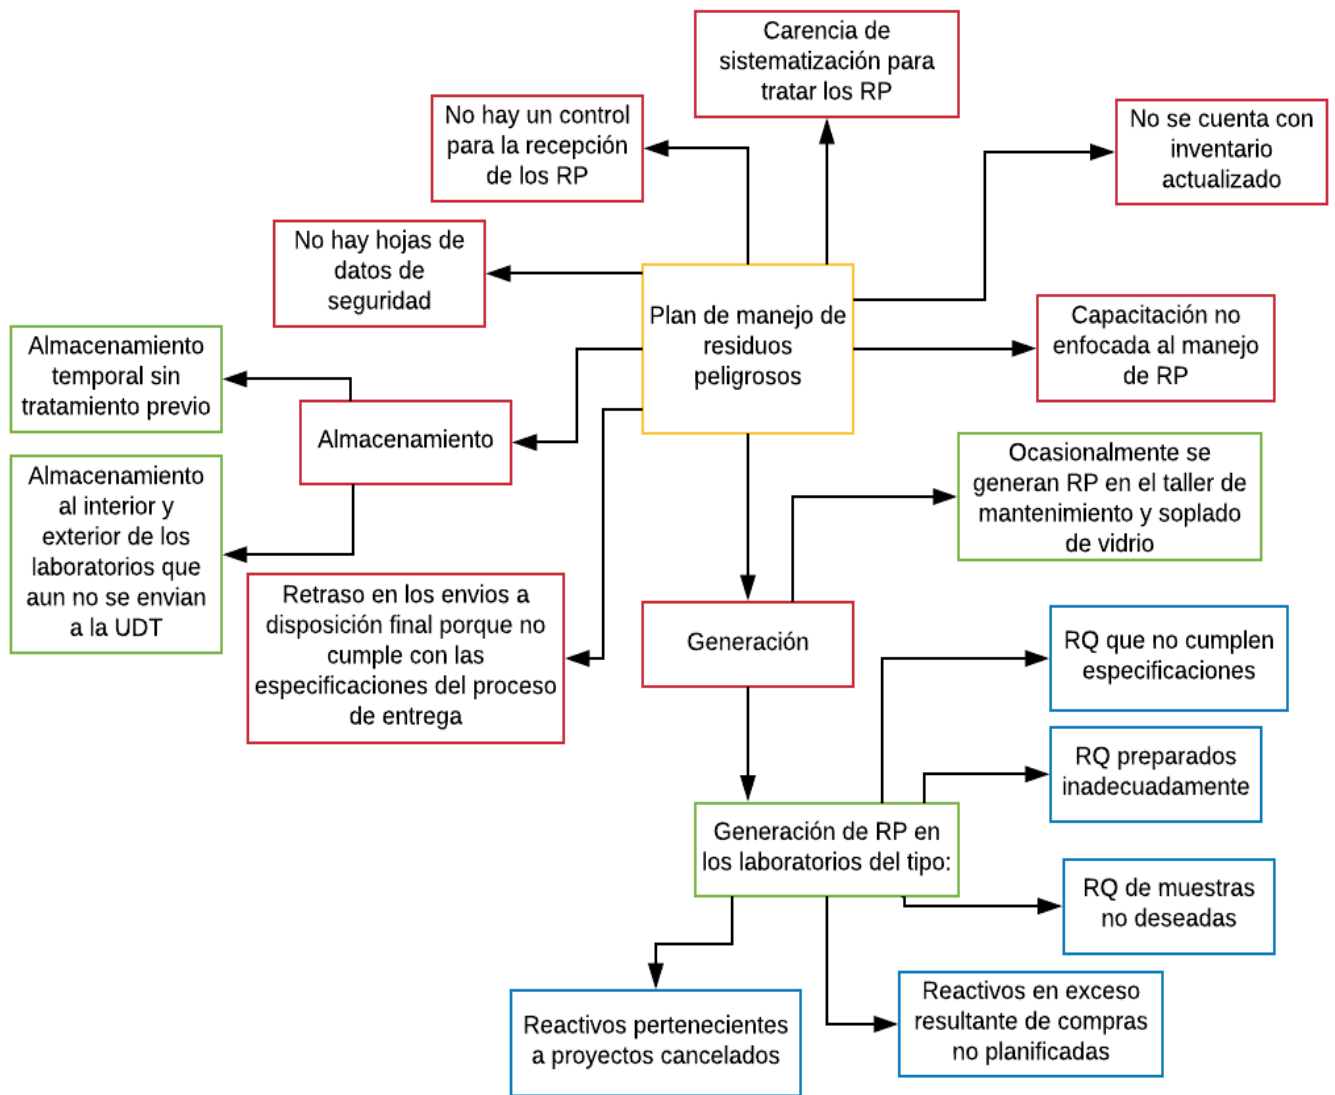 Carencia de
sistematización para
tratar los RP
No hay un control
para la recepción
de los RP
No se cuenta con
inventario
actualizado
No hay hojas de
datos de
seguridad
Plan de manejo de
residuos
peligrosos
Capacitación no
enfocada al manejo
de RP
Almacenamiento
temporal sin
tratamiento previo
Almacenamiento
Ocasionalmente se
generan RP en el taller de
mantenimiento y soplado
de vidrio
Almacenamiento
al interior y
exterior de los
laboratorios que
aun no se envian
a la UDT
Retraso en los envios a
disposición final porque no
cumple con las
especificaciones del proceso
de entrega
Generación
RQ que no cumplen
especificaciones
RQ preparados
inadecuadamente
Generación de RP en
los laboratorios del tipo:
RQ de muestras
no deseadas
Reactivos en exceso
resultante de compras
no planificadas
Reactivos pertenecientes
a proyectos cancelados